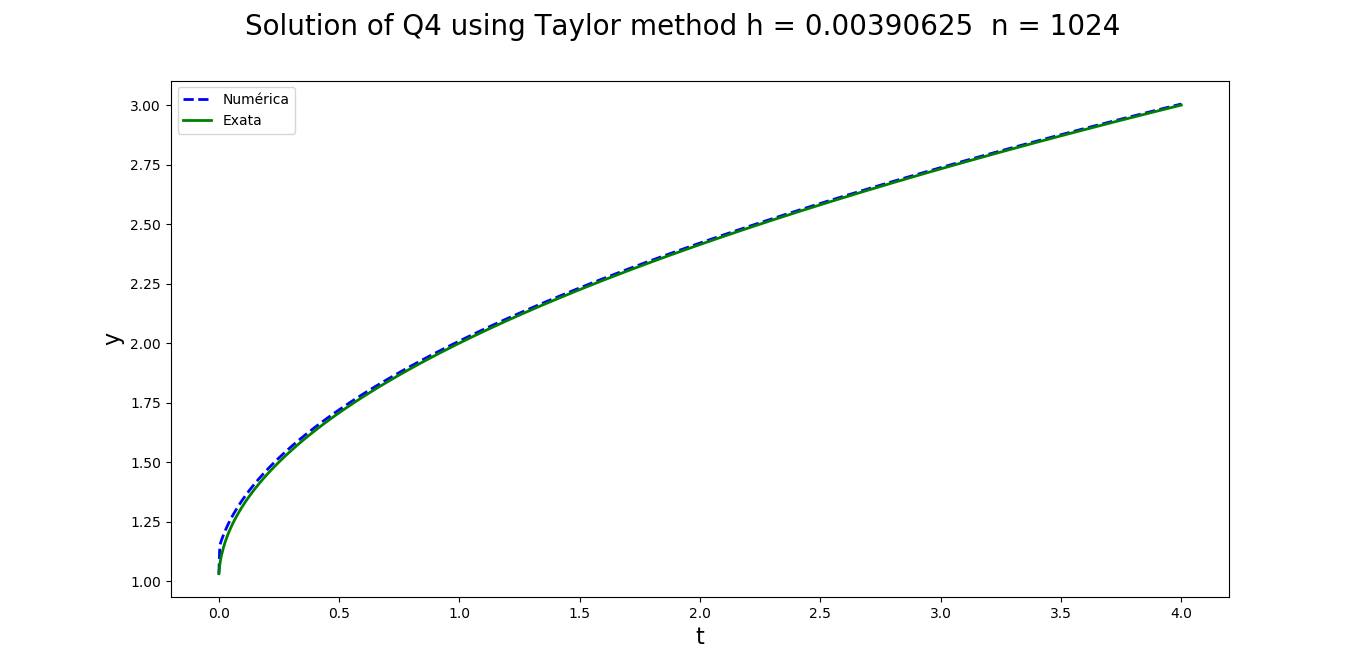 Solution of Q4 using Taylor method h = 0.00390625  n = 1024
Numérica
Exata
3.00
2.75
2.50
2.25
2.00
1.75
1.50
1.25
1.00
y
0.0 0.5 1.0 1.5 2.0 2.5 3.0 3.5 4.0
t